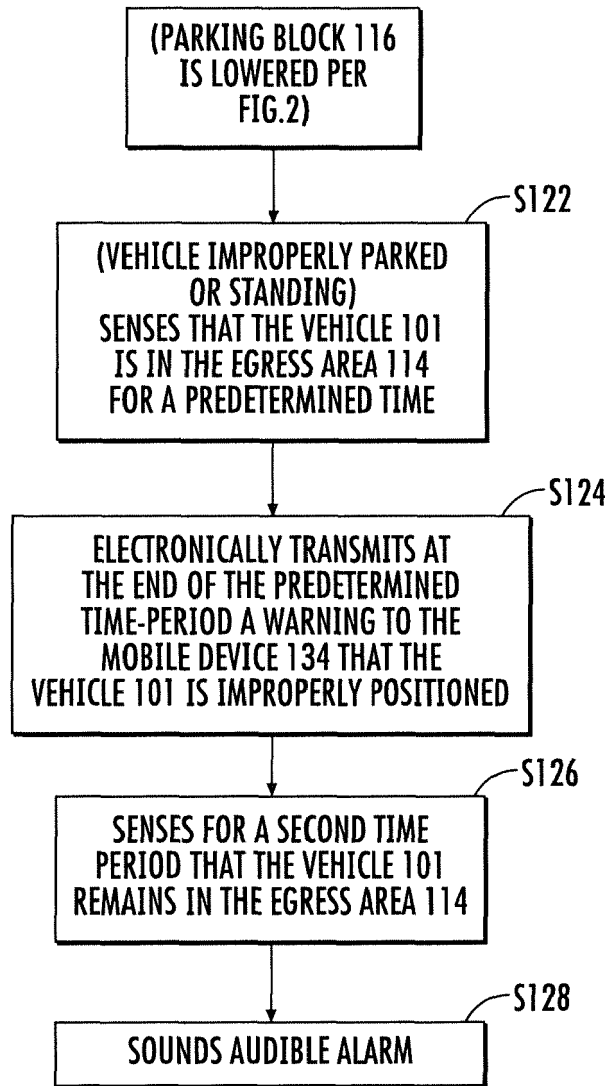 (PARKING BLOCK 116
IS LOWERED PER
FIG.2)
S122
(VEHICLE IMPROPERLY PARKED
OR STANDING)
SENSES THAT THE VEHICLE 101
IS IN THE EGRESS AREA 114
FOR A PREDETERMINED TIME
S124
ELECTRONICALLY TRANSMITS AT
THE END OF THE PREDETERMINED
TIME-PERIOD A WARNING TO THE
MOBILE DEVICE 134 THAT THE
VEHICLE 101 IS IMPROPERLY POSITIONED
S126
SENSES FOR A SECOND TIME
PERIOD THAT THE VEHICLE 101
REMAINS IN THE EGRESS AREA 114
S128
SOUNDS AUDIBLE ALARM